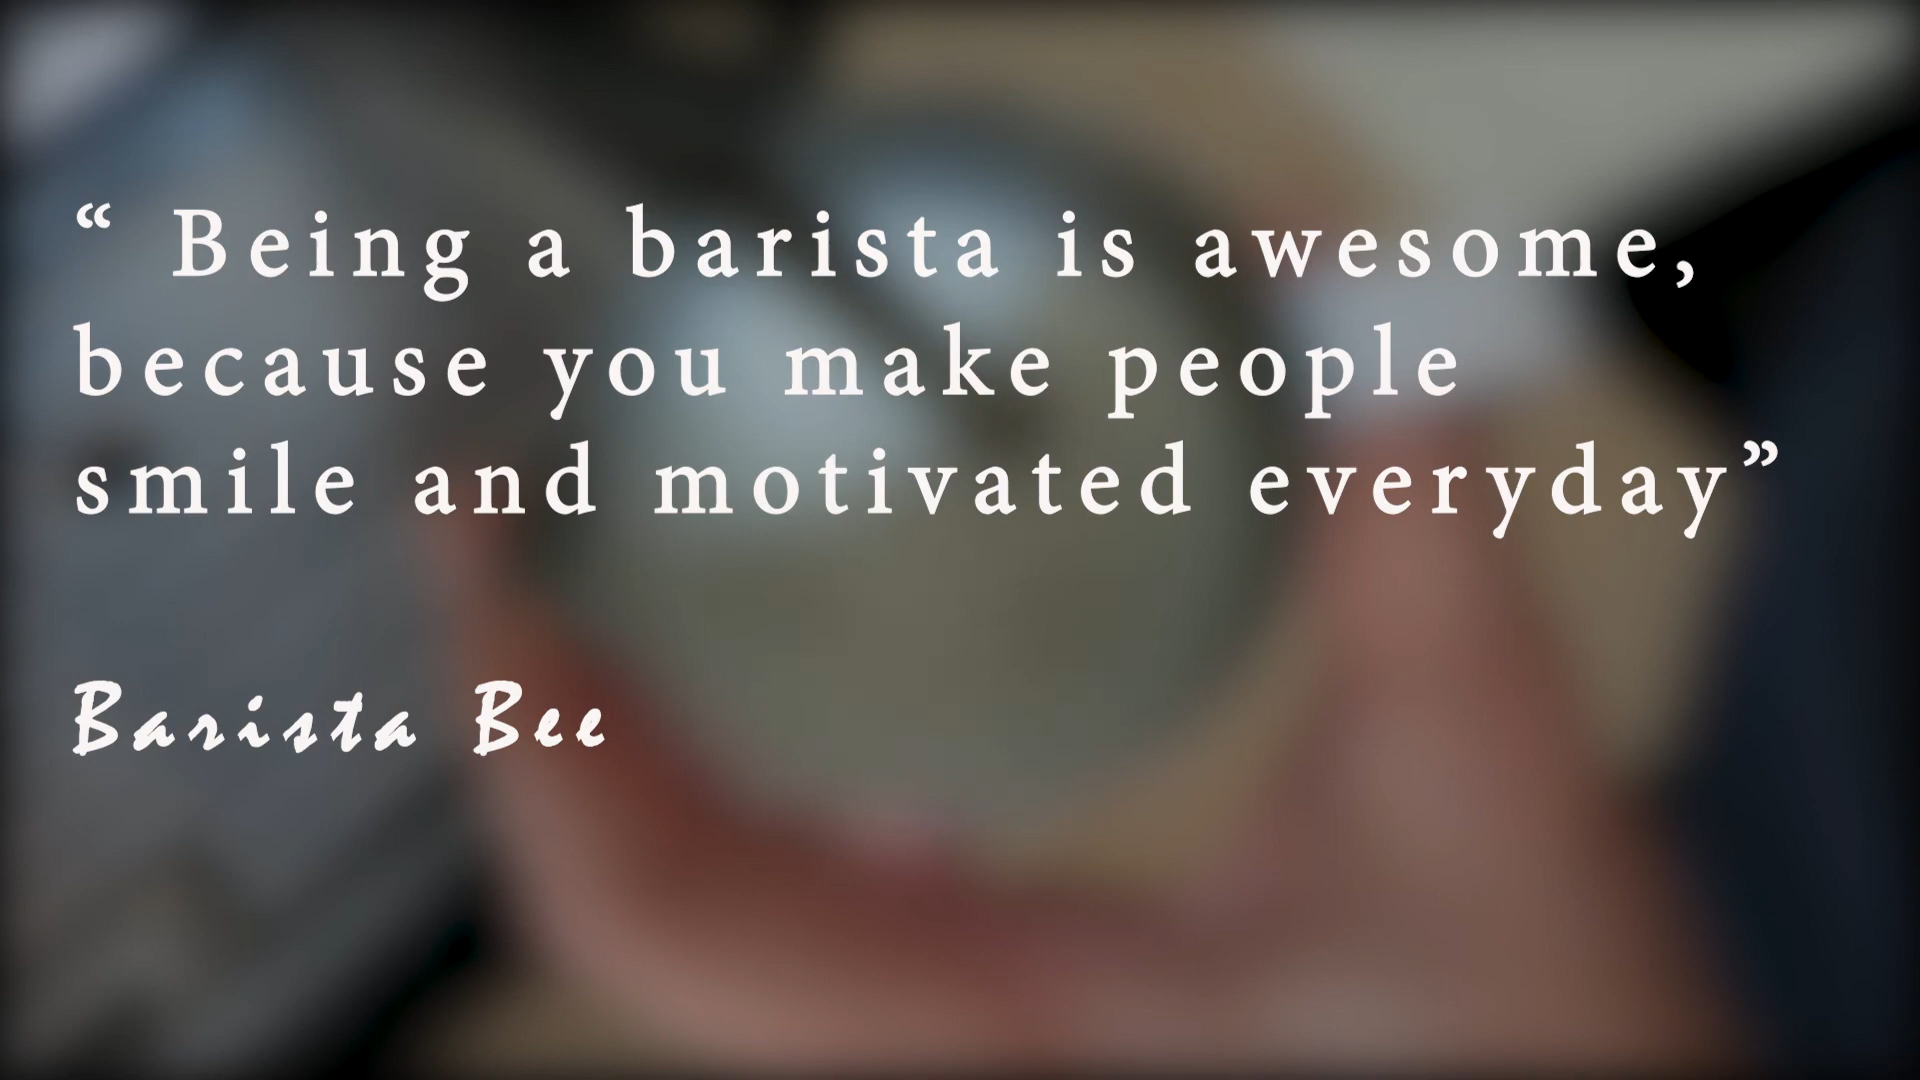 “ Being a barista is awesome,
because you make people
smile and motivated everyday”
Barista Bee